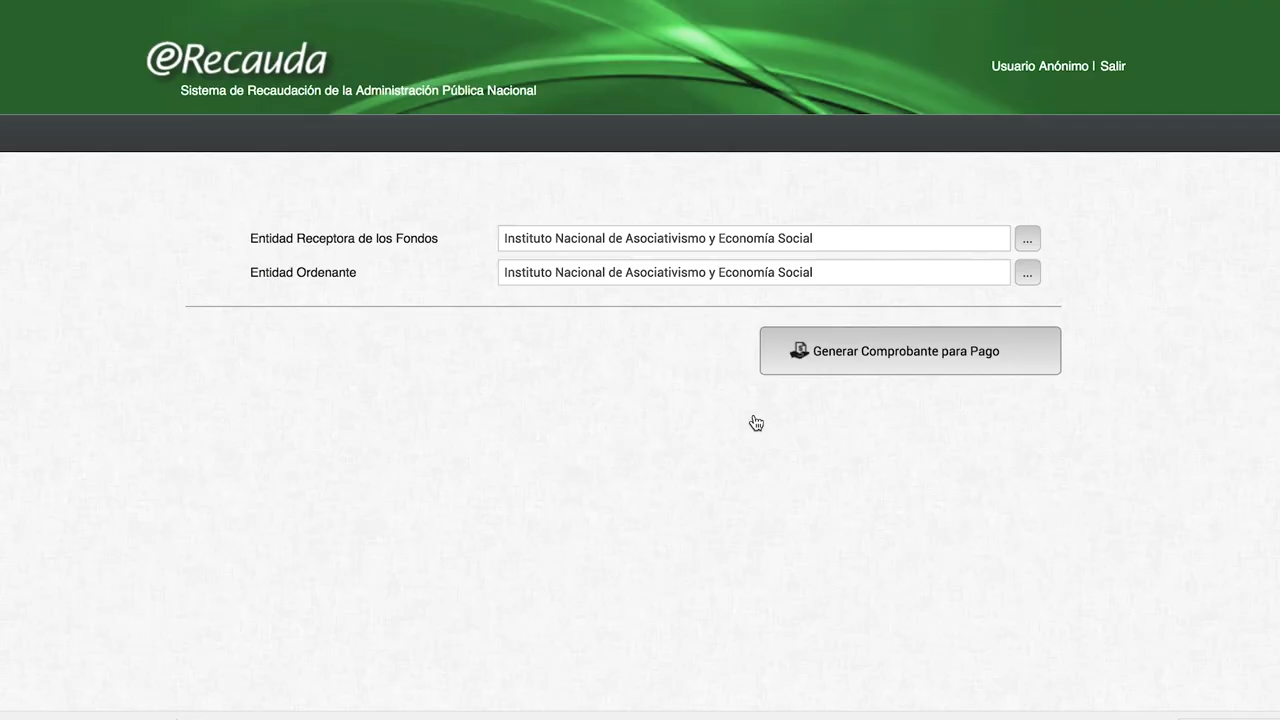 @Recauda
Sistema de Recaudación de la Administración Pública Nacional
Usuario Anónimo | Salir
Entidad Receptora de los Fondos
Instituto Nacional de Asociativismo y Economía Social
...
Entidad Ordenante
Instituto Nacional de Asociativismo y Economía Social
...
Generar Comprobante para Pago